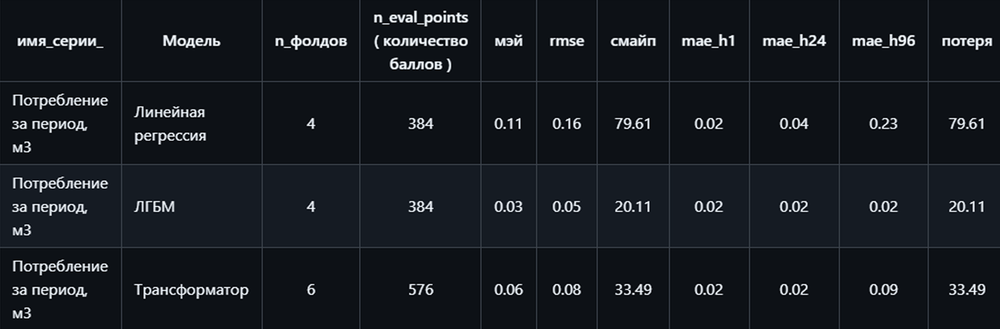 имя_серии_ Модель n_фолдов n_eval_points ( количество баллов ) мэй rmse смайп mae_h1 mae_h24 mae_h96 потеря
Потребление за период, м3 Линейная регрессия 4 384 0.11 0.16 79.61 0.02 0.04 0.23 79.61
Потребление за период, м3 ЛГБМ 4 384 0.03 0.05 20.11 0.02 0.02 0.02 20.11
Потребление за период, м3 Трансформатор 6 576 0.06 0.08 33.49 0.02 0.02 0.09 33.49